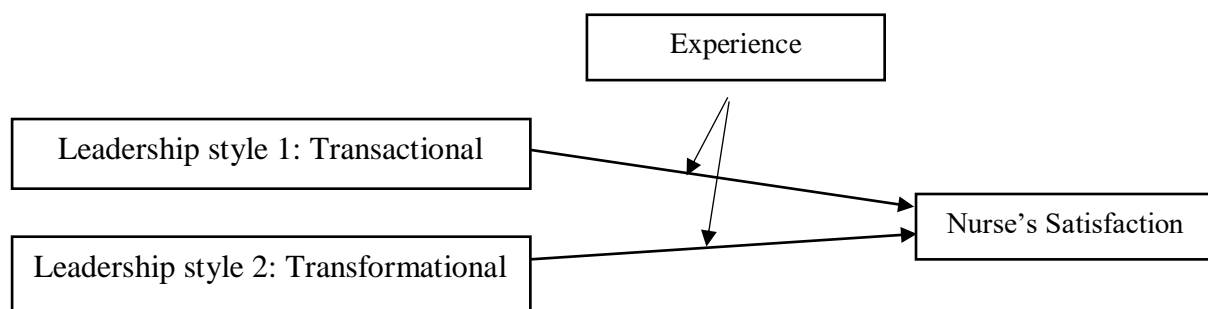 Experience
Leadership style 1: Transactional
Nurse’s Satisfaction
Leadership style 2: Transformational